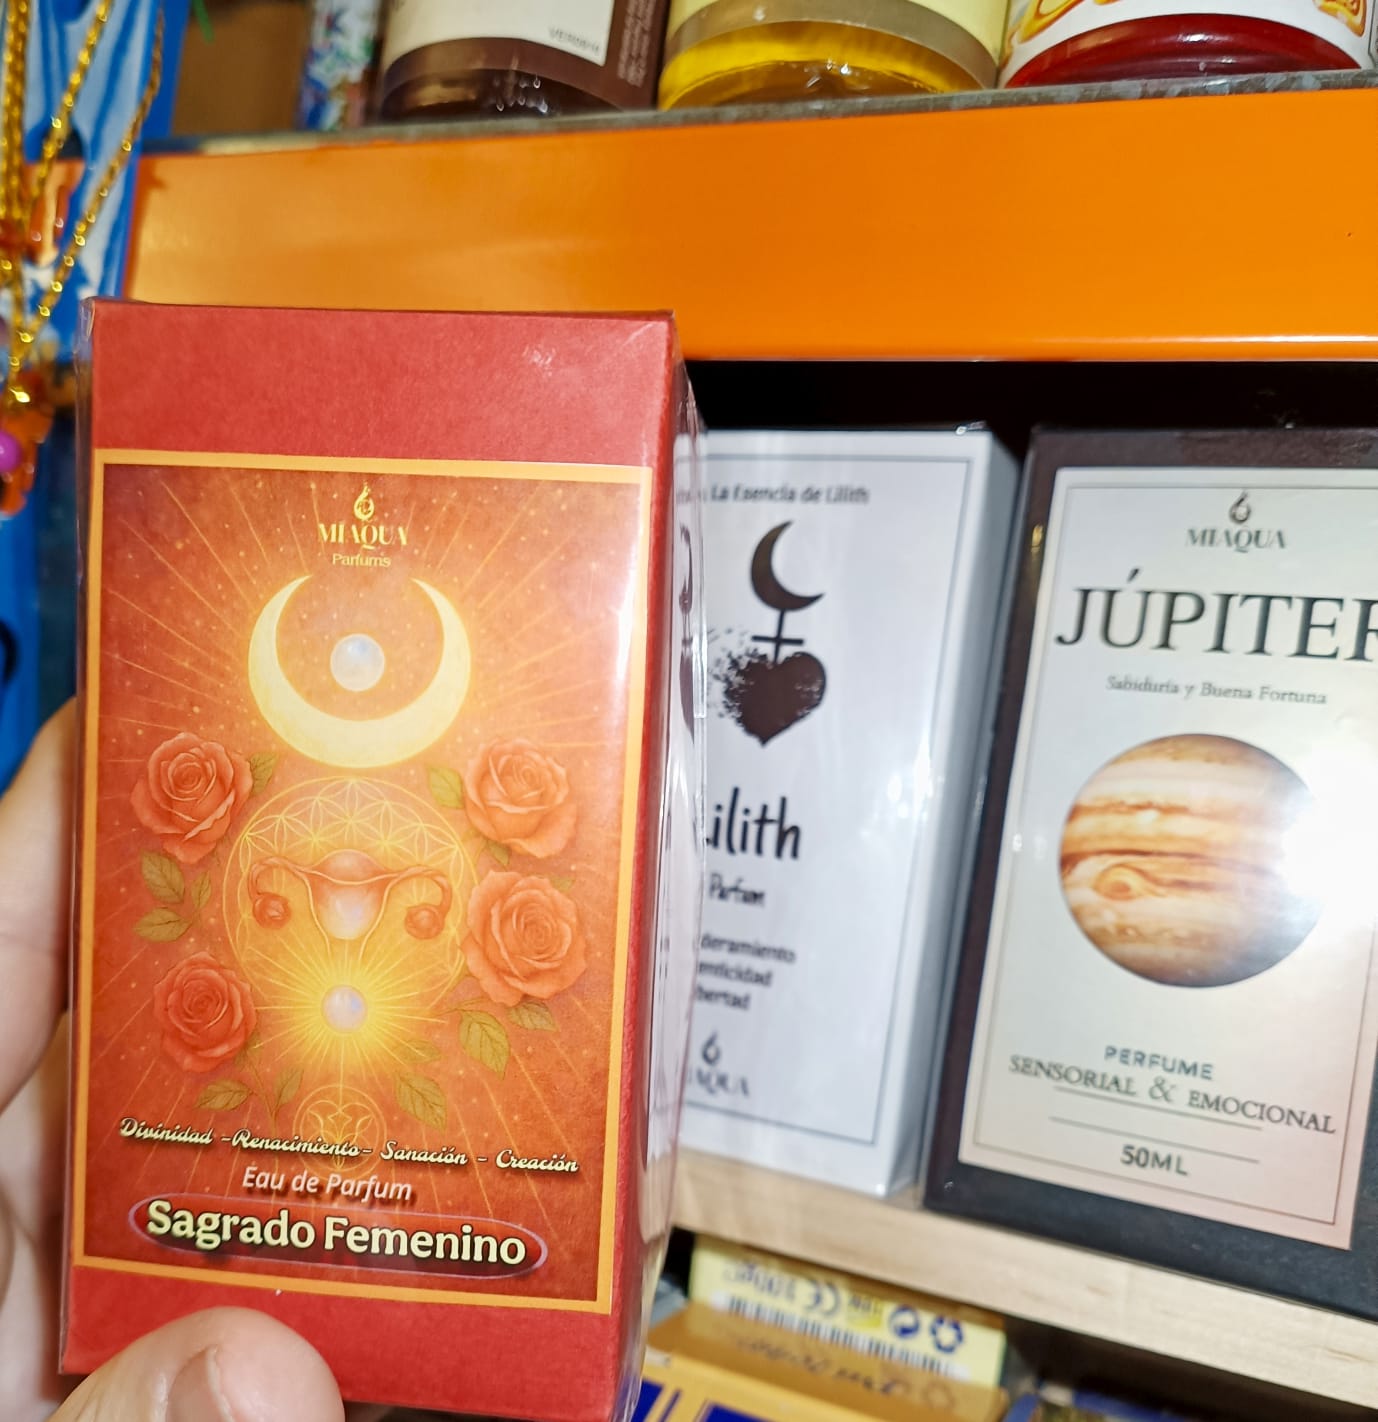 MIAQUA
Parfums
Divinidad - Renacimiento - Sanación - Creación
Eau de Parfum
Sagrado Femenino
La Esencia de Lilith
Parfum
MIAQUA
JÚPITER
Sabiduría y Buena Fortuna
PERFUME
SENSORIAL & EMOCIONAL
50ML